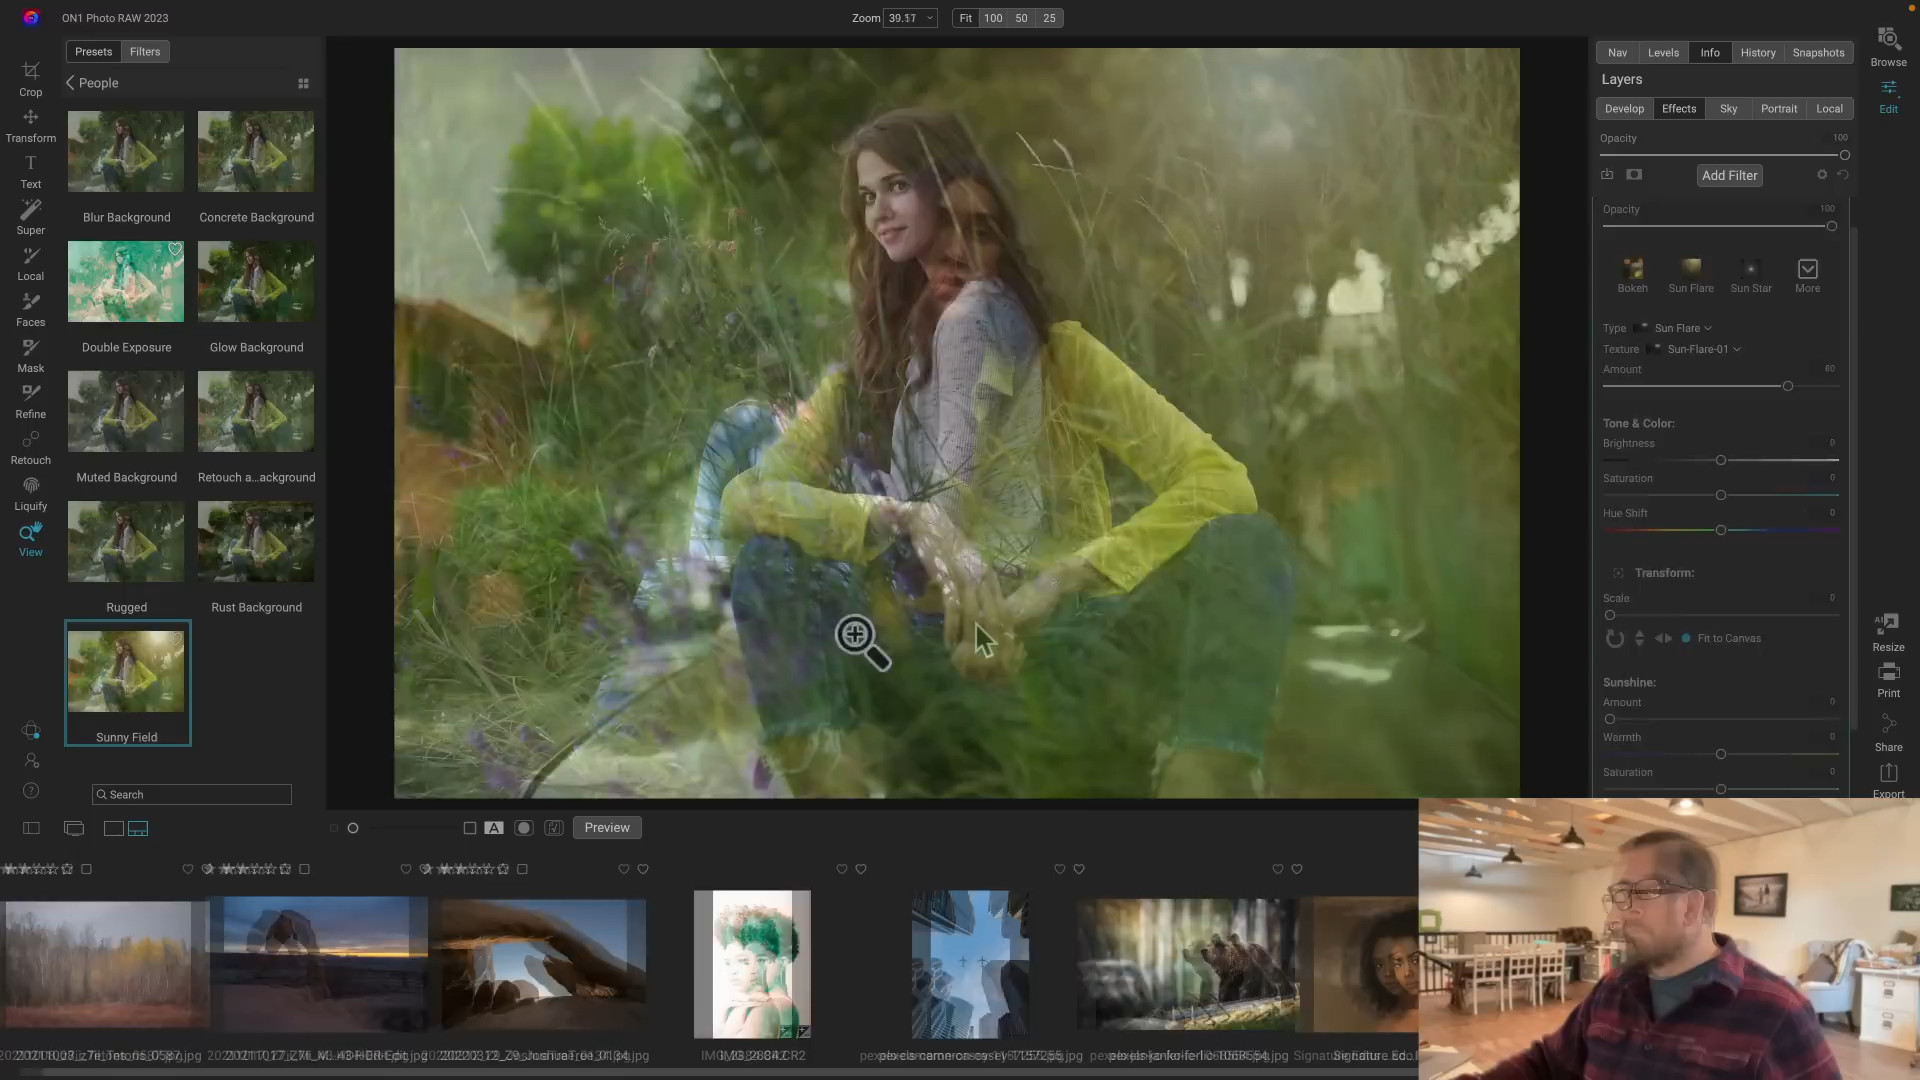 ON1 Photo RAW 2023
Zoom
Fit 100 50 25
Presets Filters
People
Crop
Transform
Text
Super
Local
Faces
Mask
Refine
Retouch
Liquify
View
Blur Background Concrete Background
Double Exposure Glow Background
Muted Background Retouch a...ackground
Rugged Rust Background
Sunny Field
Search
Nav Levels Info History Snapshots
Browse
Edit
Layers
Develop Effects Sky Portrait Local
Opacity 100
Add Filter
Opacity 100
Bokeh Sun Flare Sun Star More
Type Sun Flare
Texture Sun-Flare-01
Amount 80
Tone & Color:
Brightness 0
Saturation 0
Hue Shift 0
Transform:
Scale 0
Fit to Canvas
Sunshine:
Amount 0
Warmth 0
Saturation 0
Resize
Print
Share
Export
A Preview